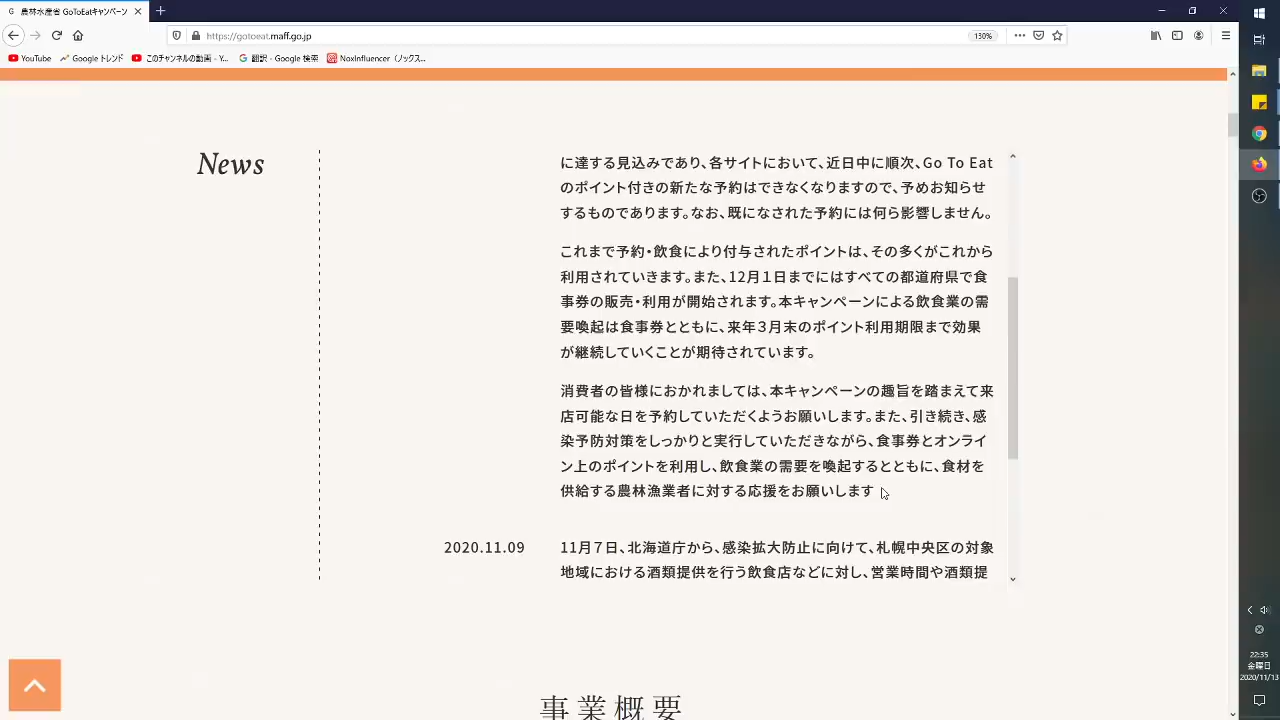 農林水産省 GoToEatキャンペーン
https://gotoeat.maff.go.jp
130%
YouTube
Google トレンド
このチャンネルの動画 - Y...
翻訳 - Google 検索
NoxInfluencer（ノックス...
News
に達する見込みであり、各サイトにおいて、近日中に順次、Go To Eat
のポイント付きの新たな予約はできなくなりますので、予めお知らせ
するものであります。なお、既になされた予約には何ら影響しません。
これまで予約・飲食により付与されたポイントは、その多くがこれから
利用されていきます。また、12月１日までにはすべての都道府県で食
事券の販売・利用が開始されます。本キャンペーンによる飲食業の需
要喚起は食事券とともに、来年３月末のポイント利用期限まで効果
が継続していくことが期待されています。
消費者の皆様におかれましては、本キャンペーンの趣旨を踏まえて来
店可能な日を予約していただくようお願いします。また、引き続き、感
染予防対策をしっかりと実行していただきながら、食事券とオンライ
ン上のポイントを利用し、飲食業の需要を喚起するとともに、食材を
供給する農林漁業者に対する応援をお願いします
2020.11.09
11月７日、北海道庁から、感染拡大防止に向けて、札幌中央区の対象
地域における酒類提供を行う飲食店などに対し、営業時間や酒類提
事業概要
22:35
金曜日
2020/11/13